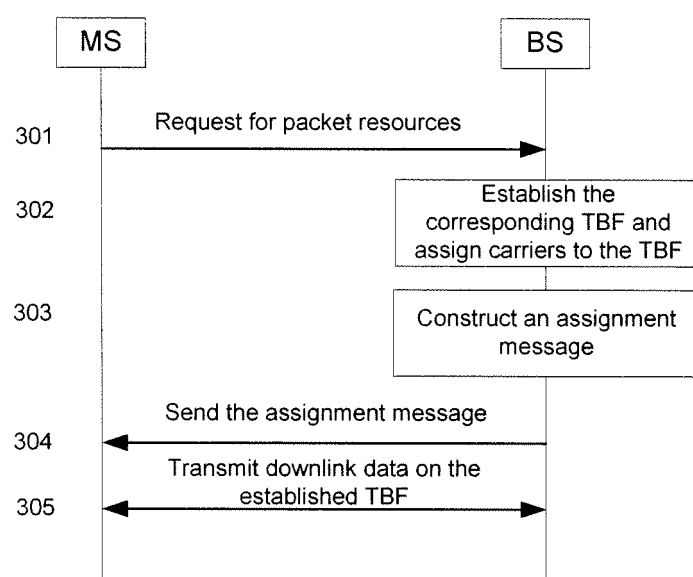 MS
BS
301
Request for packet resources
302
Establish the
corresponding TBF and
assign carriers to the TBF
303
Construct an assignment
message
Send the assignment message
304
Transmit downlink data on the
established TBF
305